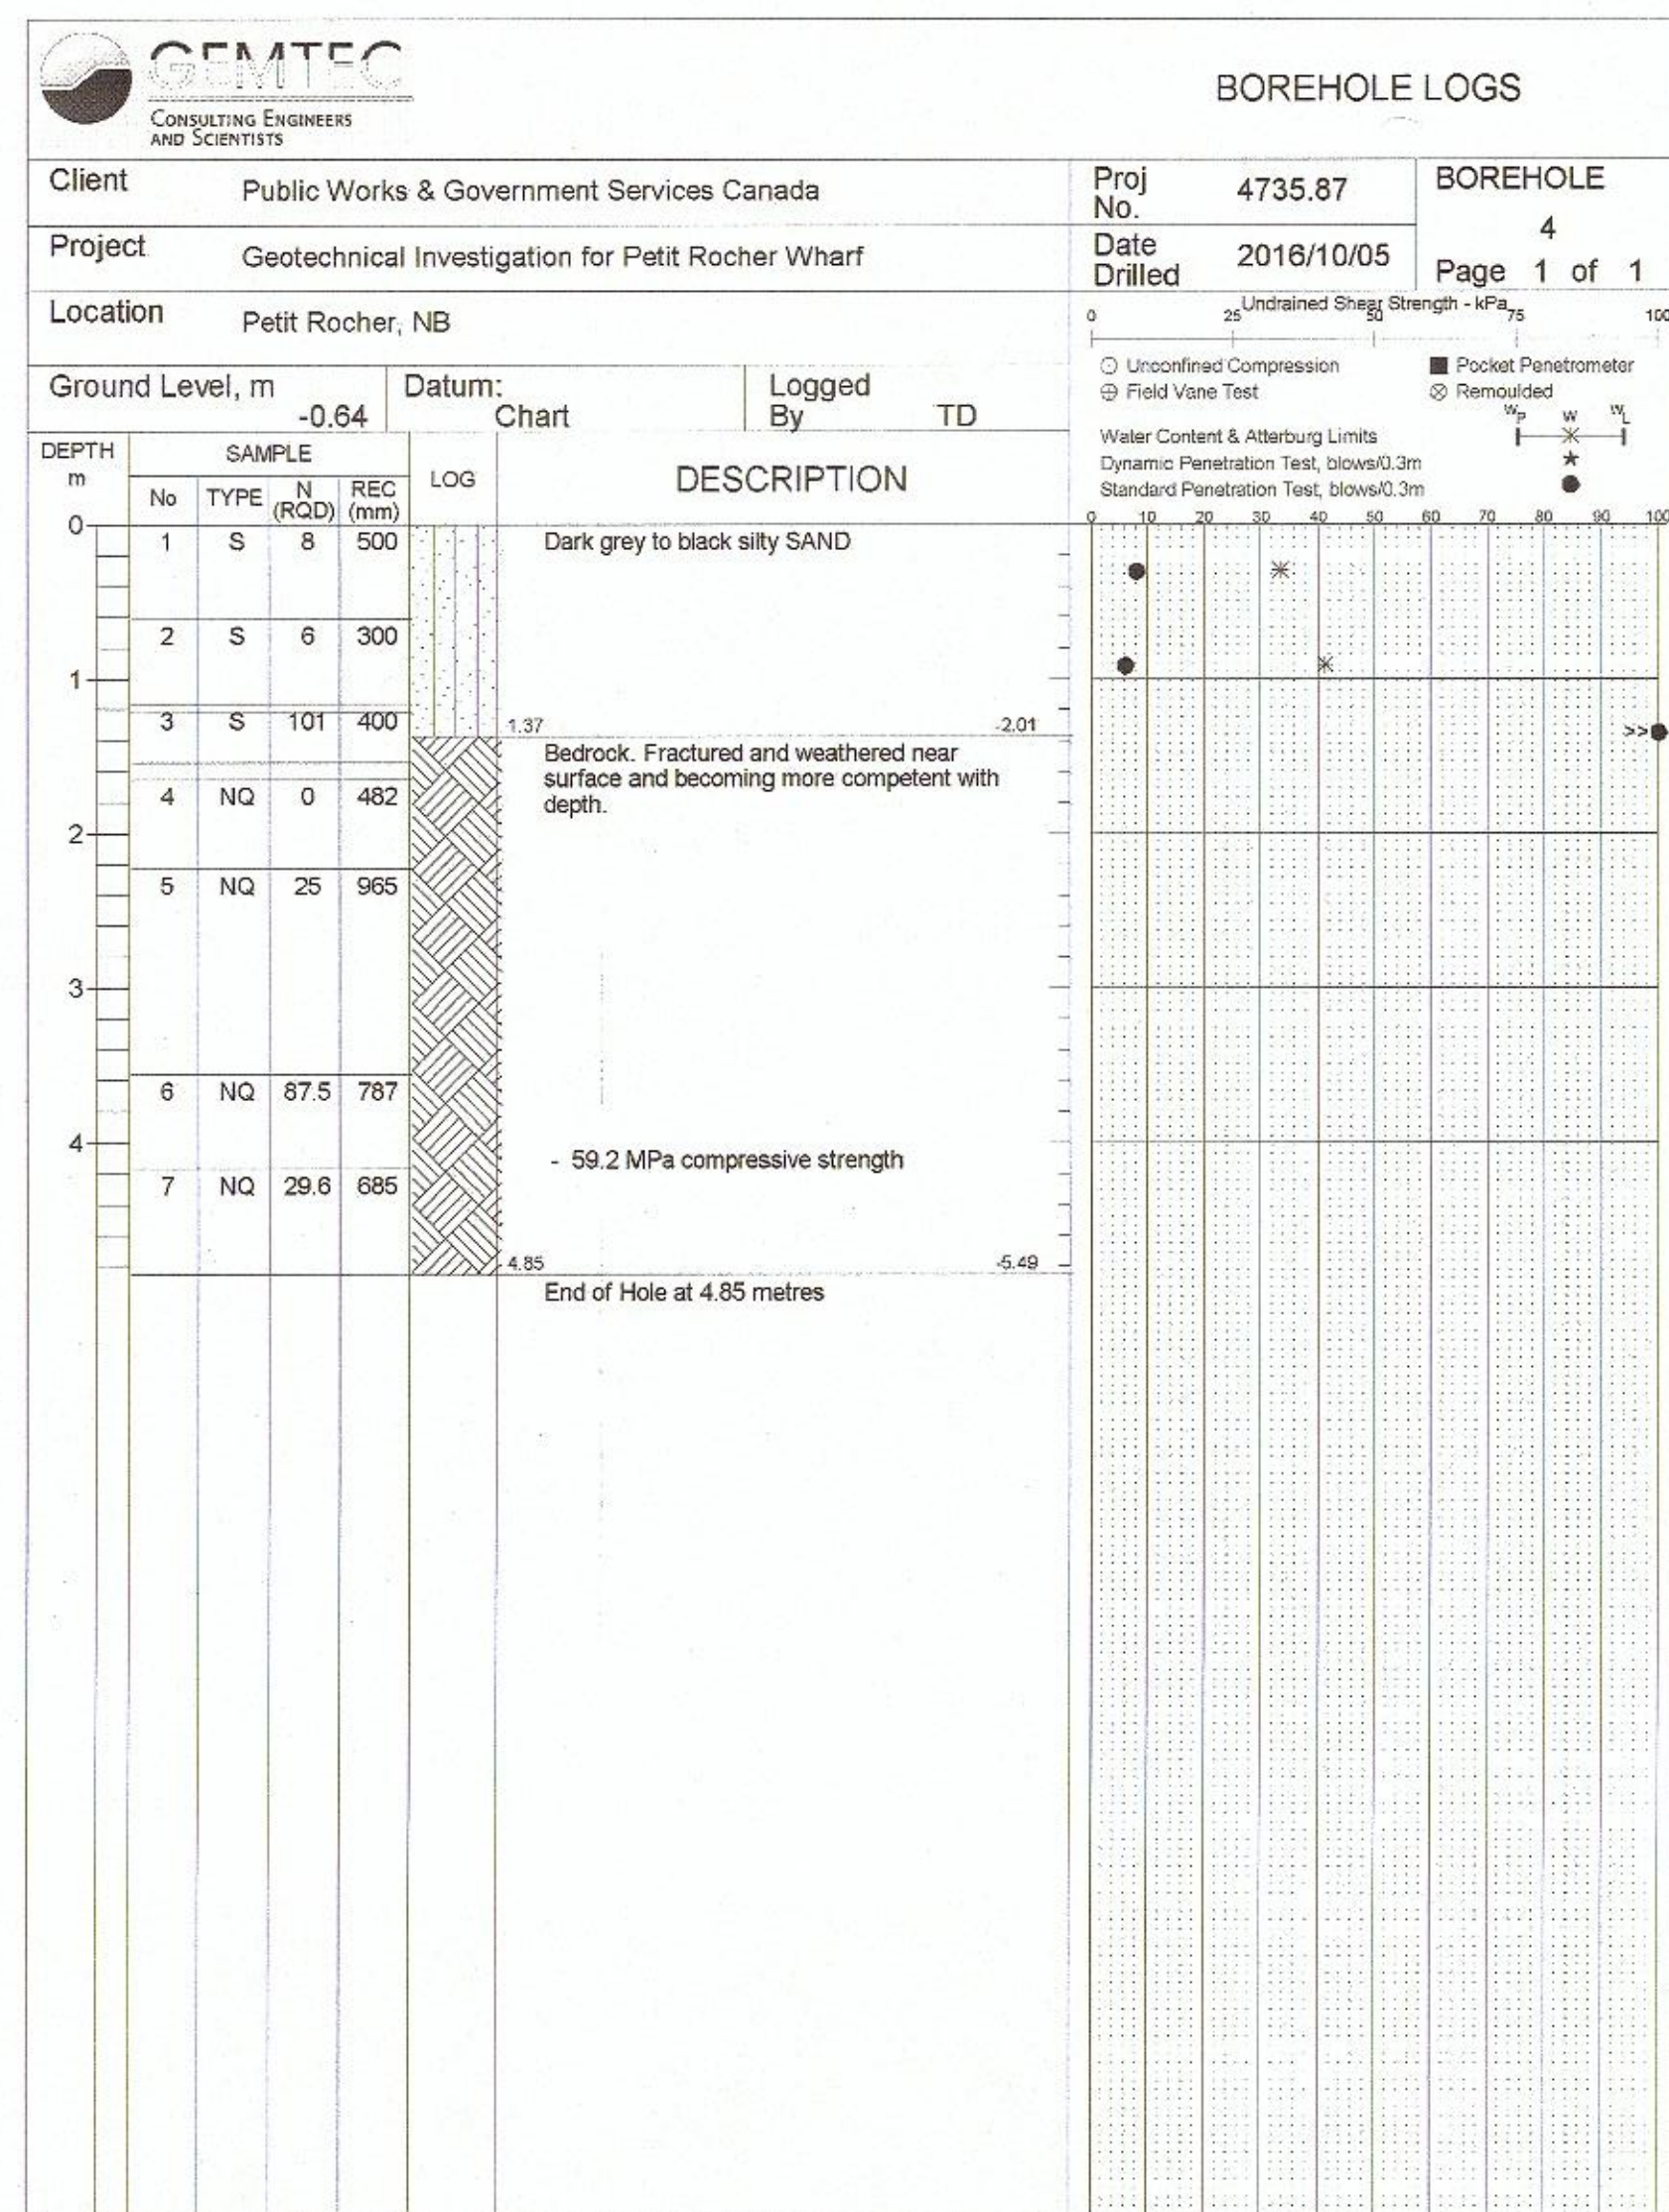 GEMTEC
CONSULTING ENGINEERS
AND SCIENTISTS
BOREHOLE LOGS
Client Public Works & Government Services Canada
Proj No. 4735.87
BOREHOLE
4
Page 1 of 1
Project Geotechnical Investigation for Petit Rocher Wharf
Date Drilled 2016/10/05
Location Petit Rocher, NB
Undrained Shear Strength - kPa
0 25 50 75 100
Unconfined Compression Pocket Penetrometer
Field Vane Test Remoulded
Ground Level, m -0.64
Datum: Chart
Logged By TD
WP W WL
Water Content & Atterburg Limits
Dynamic Penetration Test, blows/0.3m
Standard Penetration Test, blows/0.3m
0 10 20 30 40 50 60 70 80 90 100
DEPTH m
SAMPLE
No TYPE N (RQD) REC (mm)
LOG
DESCRIPTION
0
1 S 8 500
Dark grey to black silty SAND
2 S 6 300
1
3 S 101 400
1.37 -2.01
>>
Bedrock. Fractured and weathered near
surface and becoming more competent with
depth.
4 NQ 0 482
2
5 NQ 25 965
3
6 NQ 87.5 787
4
- 59.2 MPa compressive strength
7 NQ 29.6 685
4.85 -5.49
End of Hole at 4.85 metres